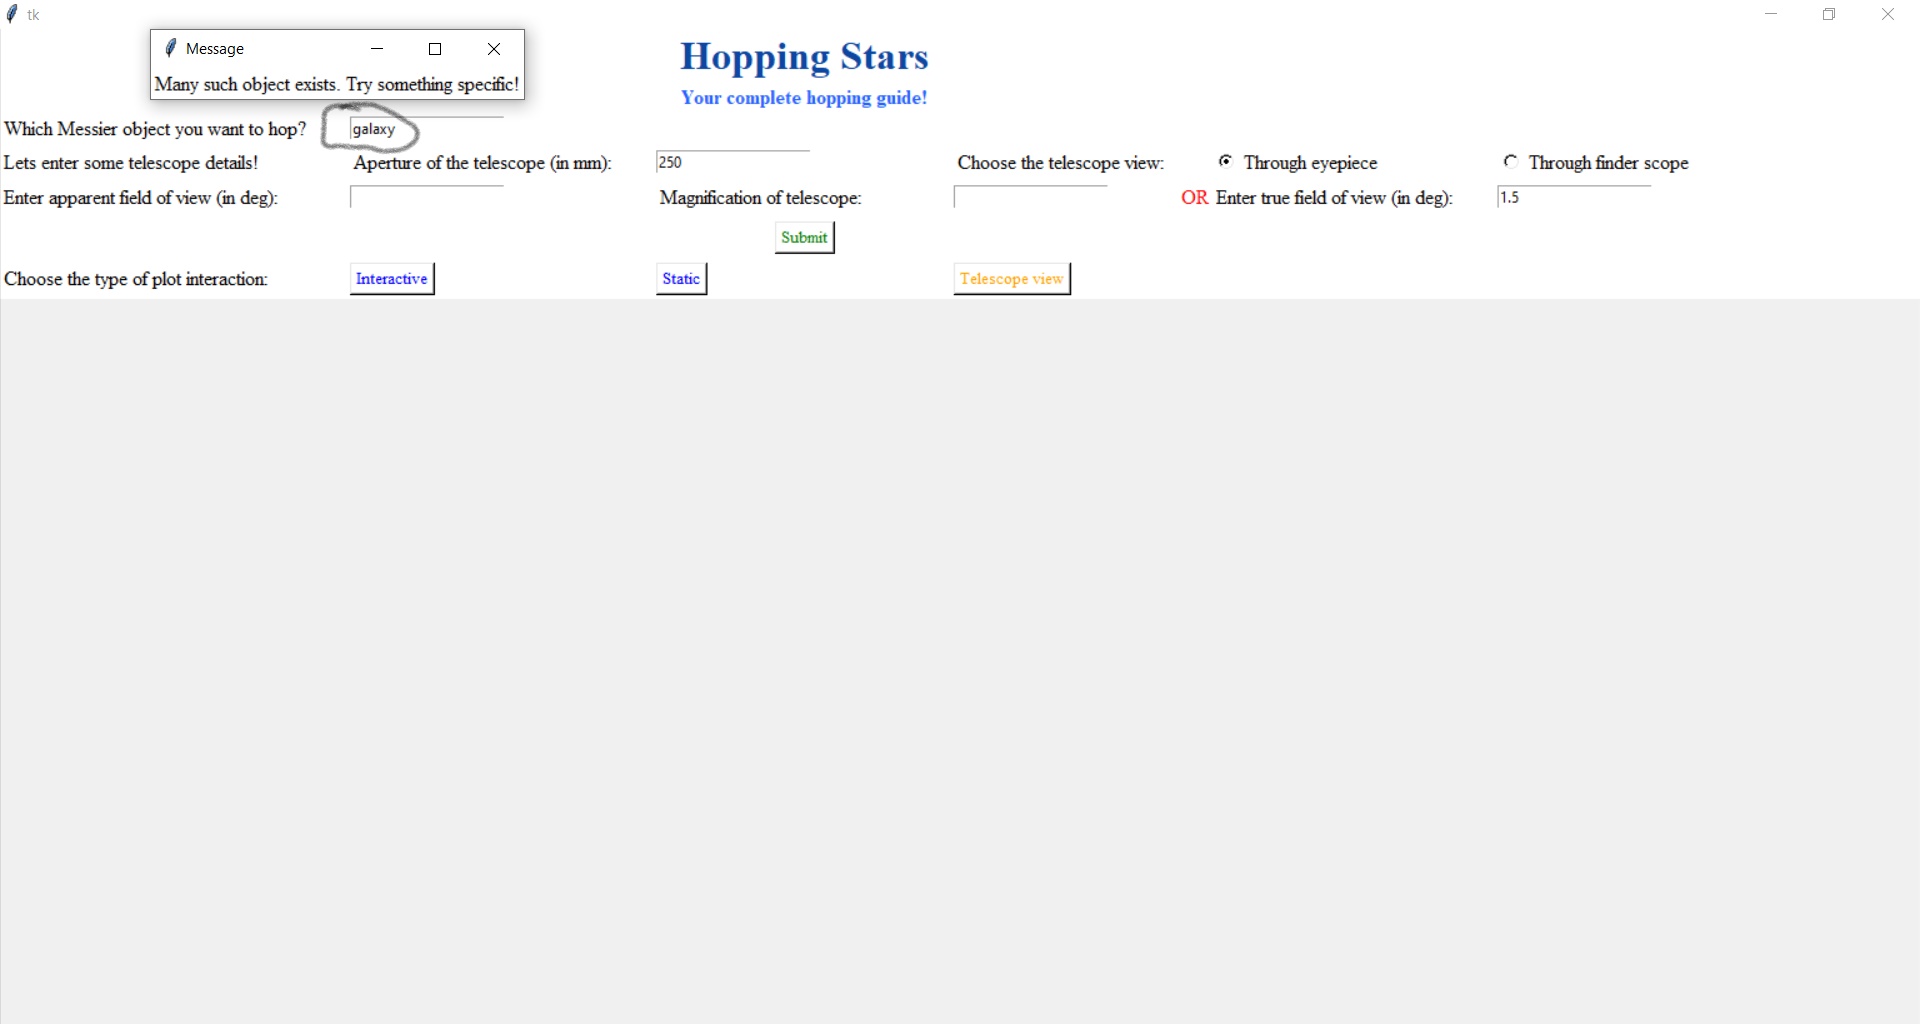 tk
Message
Many such object exists. Try something specific!
Hopping Stars
Your complete hopping guide!
Which Messier object you want to hop? galaxy
Lets enter some telescope details! Aperture of the telescope (in mm): 250 Choose the telescope view: Through eyepiece Through finder scope
Enter apparent field of view (in deg): Magnification of telescope: OR Enter true field of view (in deg): 1.5
Submit
Choose the type of plot interaction: Interactive Static Telescope view